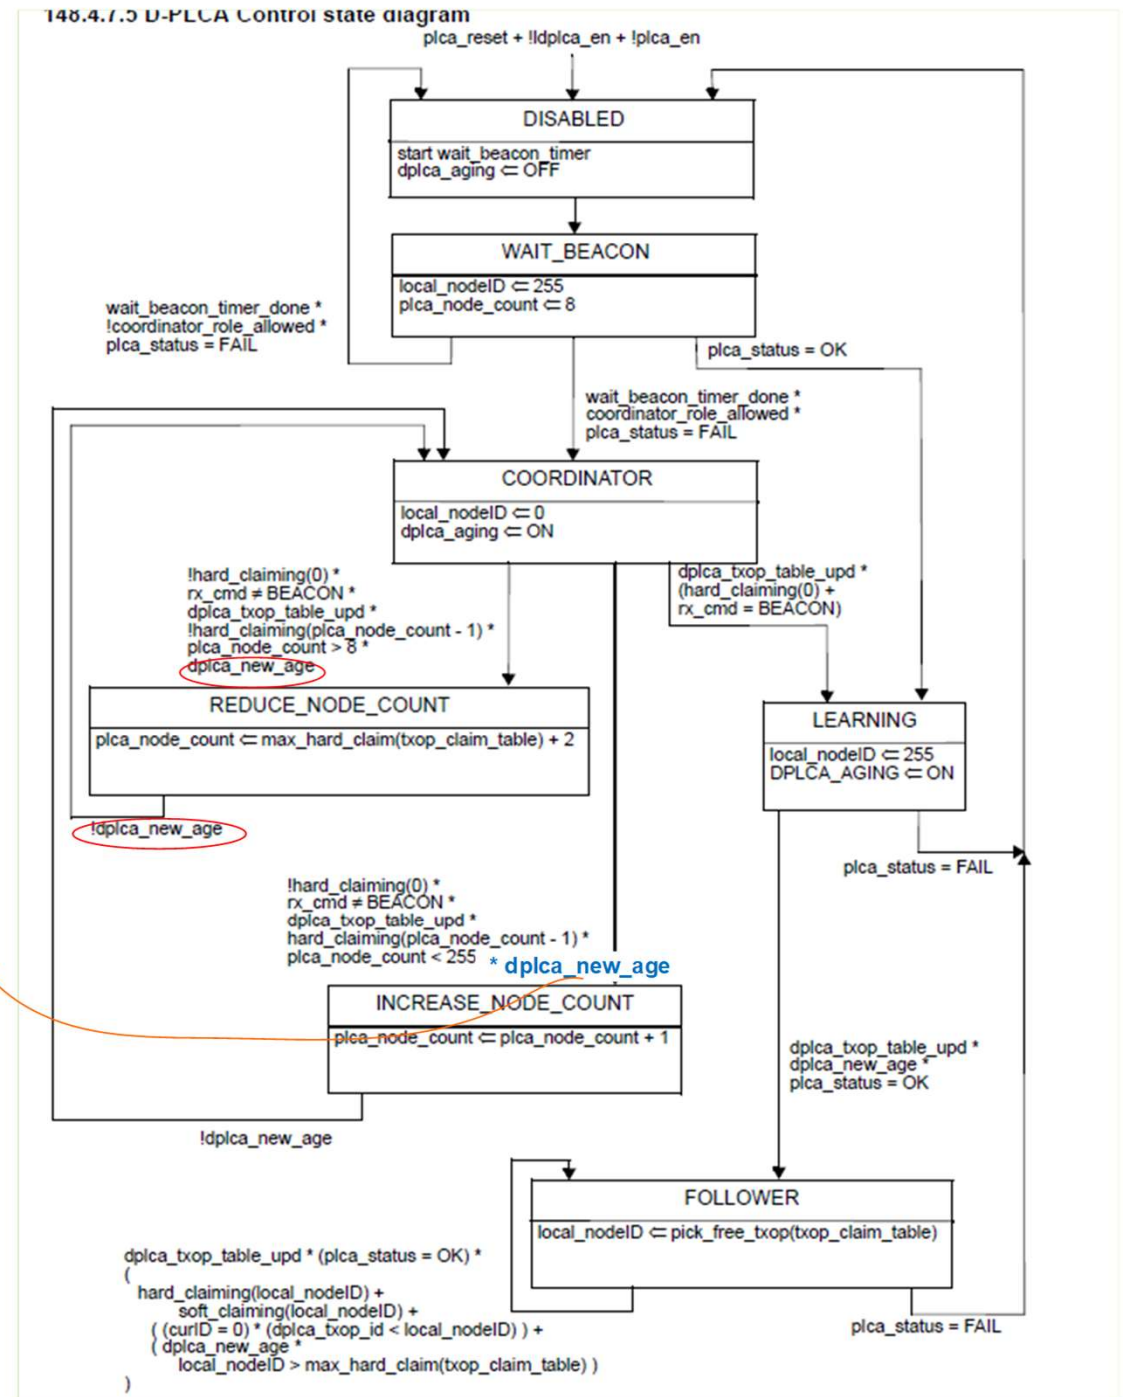 148.4.7.5 D-PLCA Control state diagram
plca_reset + !ldplca_en + !plca_en
DISABLED
start wait_beacon_timer
dplca_aging ⇐ OFF
WAIT_BEACON
local_nodeID ⇐ 255
plca_node_count ⇐ 8
wait_beacon_timer_done *
!coordinator_role_allowed *
plca_status = FAIL
plca_status = OK
wait_beacon_timer_done *
coordinator_role_allowed *
plca_status = FAIL
COORDINATOR
local_nodeID ⇐ 0
dplca_aging ⇐ ON
!hard_claiming(0) *
rx_cmd ≠ BEACON *
dplca_txop_table_upd *
!hard_claiming(plca_node_count - 1) *
plca_node_count > 8 *
dplca_new_age
dplca_txop_table_upd *
(hard_claiming(0) +
rx_cmd = BEACON)
REDUCE_NODE_COUNT
plca_node_count ⇐ max_hard_claim(txop_claim_table) + 2
!dplca_new_age
LEARNING
local_nodeID ⇐ 255
DPLCA_AGING ⇐ ON
plca_status = FAIL
!hard_claiming(0) *
rx_cmd ≠ BEACON *
dplca_txop_table_upd *
hard_claiming(plca_node_count - 1) *
plca_node_count < 255 * dplca_new_age
INCREASE_NODE_COUNT
plca_node_count ⇐ plca_node_count + 1
!dplca_new_age
dplca_txop_table_upd *
dplca_new_age *
plca_status = OK
FOLLOWER
local_nodeID ⇐ pick_free_txop(txop_claim_table)
dplca_txop_table_upd * (plca_status = OK) *
(
hard_claiming(local_nodeID) +
soft_claiming(local_nodeID) +
( (curID = 0) * (dplca_txop_id < local_nodeID) ) +
( dplca_new_age *
local_nodeID > max_hard_claim(txop_claim_table) )
)
plca_status = FAIL